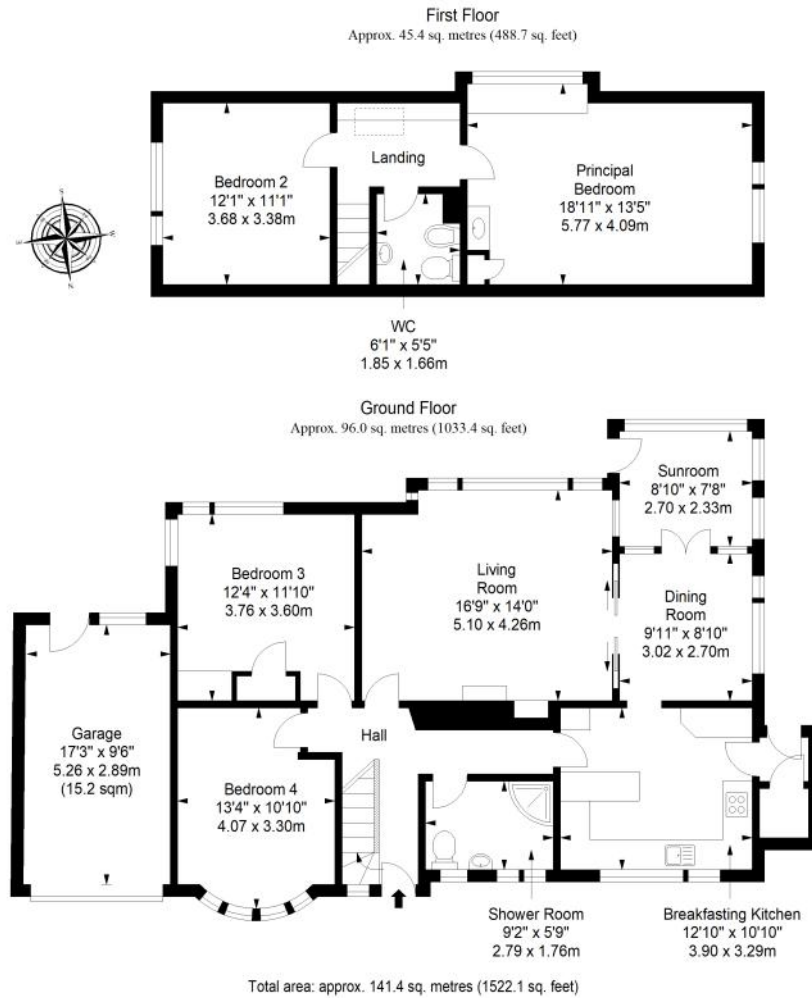 First Floor
Approx. 45.4 sq. metres (488.7 sq. feet)
S
W
N
Bedroom 2
12'1" x 11'1"
3.68 x 3.38m
Landing
Principal
Bedroom
18'11" x 13'5"
5.77 x 4.09m
WC
6'1" x 5'5"
1.85 x 1.66m
Ground Floor
Approx. 96.0 sq. metres (1033.4 sq. feet)
Sunroom
8'10" x 7'8"
2.70 x 2.33m
Bedroom 3
12'4" x 11'10"
3.76 x 3.60m
Living
Room
16'9" x 14'0"
5.10 x 4.26m
Dining
Room
9'11" x 8'10"
3.02 x 2.70m
Garage
17'3" x 9'6"
5.26 x 2.89m
(15.2 sqm)
Hall
Bedroom 4
13'4" x 10'10"
4.07 x 3.30m
Shower Room
9'2" x 5'9"
2.79 x 1.76m
Breakfasting Kitchen
12'10" x 10'10"
3.90 x 3.29m
Total area: approx. 141.4 sq. metres (1522.1 sq. feet)